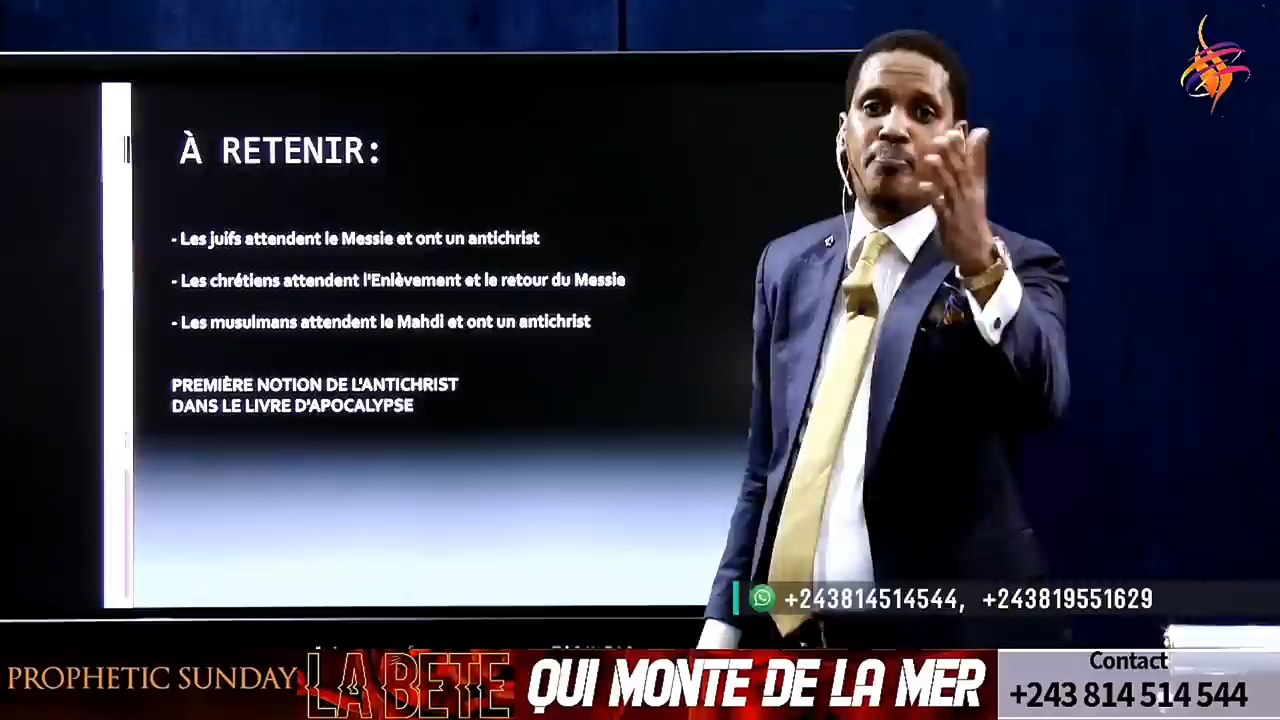 À RETENIR:
- Les juifs attendent le Messie et ont un antichrist
- Les chrétiens attendent l'Enlèvement et le retour du Messie
- Les musulmans attendent le Mahdi et ont un antichrist
PREMIÈRE NOTION DE L'ANTICHRIST
DANS LE LIVRE D'APOCALYPSE
+243814514544, +243819551629
PROPHETIC SUNDAY LA BETE QUI MONTE DE LA MER
Contact
+243 814 514 544